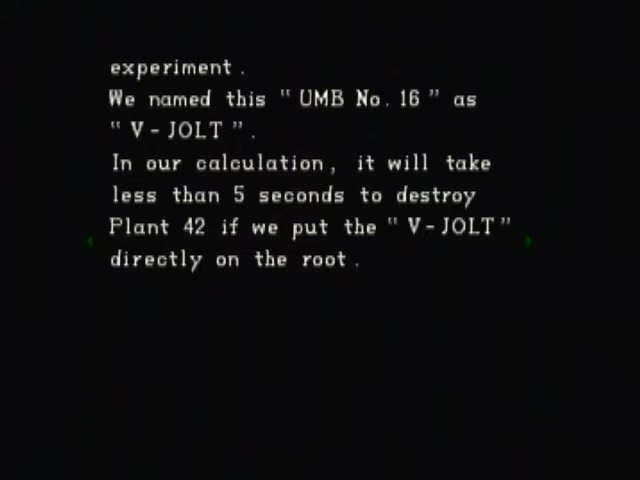 experiment.
We named this "UMB No. 16" as
"V-JOLT".
In our calculation, it will take
less than 5 seconds to destroy
Plant 42 if we put the "V-JOLT"
directly on the root.